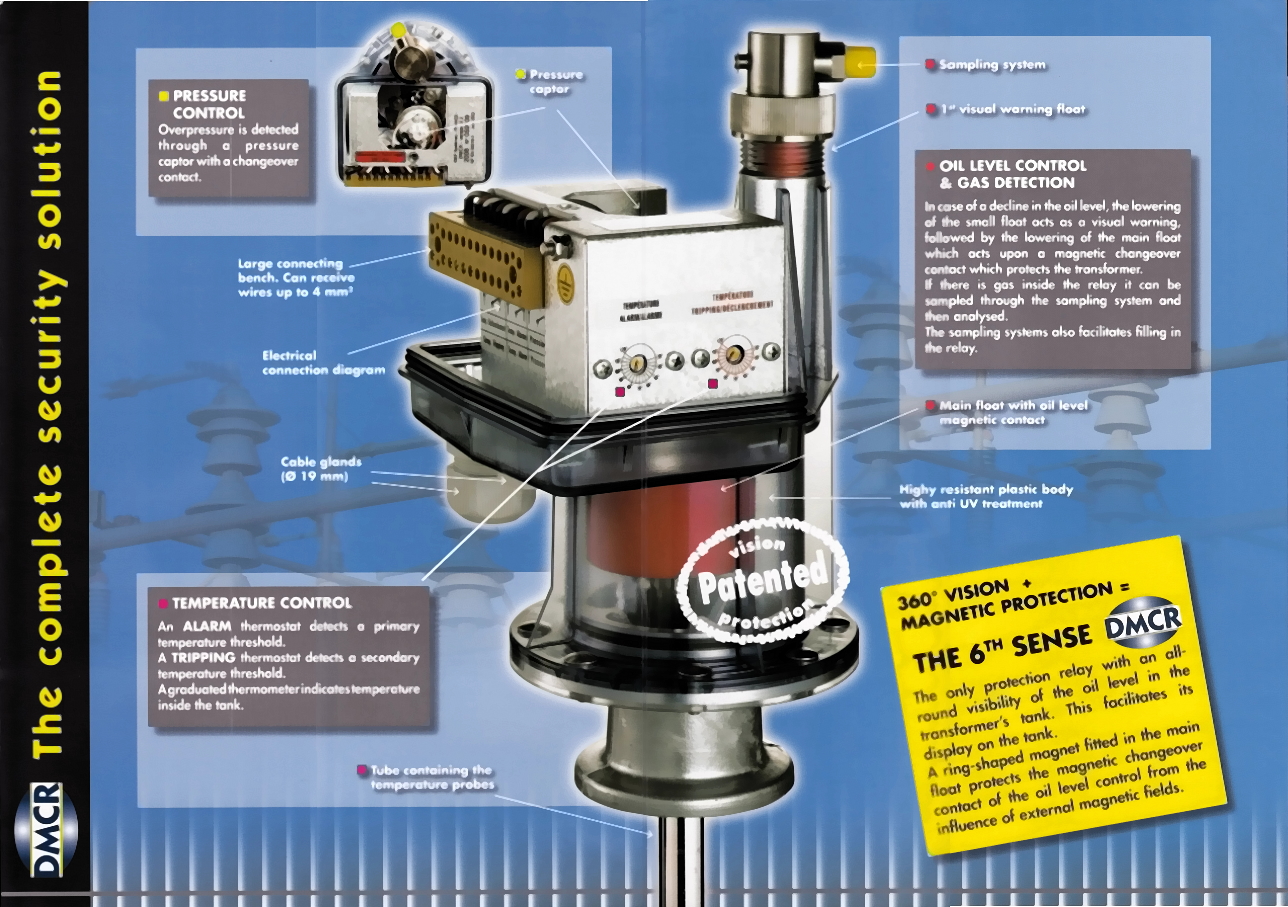 The complete security solution
DMCR
PRESSURE
CONTROL
Overpressure is detected
through a pressure
captor with a changeover
contact.
Pressure
captor
Large connecting
bench. Can receive
wires up to 4 mm²
Electrical
connection diagram
Cable glands
(Ø 19 mm)
TEMPERATURE CONTROL
An ALARM thermostat detects a primary
temperature threshold.
A TRIPPING thermostat detects a secondary
temperature threshold.
A graduated thermometer indicates temperature
inside the tank.
Tube containing the
temperature probes
TEMPÉRATURE
ALARM/ALARME
TEMPÉRATURE
TRIPPING/DÉCLENCHEMENT
vision
Patented
protection
Sampling system
1" visual warning float
OIL LEVEL CONTROL
& GAS DETECTION
In case of a decline in the oil level, the lowering
of the small float acts as a visual warning,
followed by the lowering of the main float
which acts upon a magnetic changeover
contact which protects the transformer.
If there is gas inside the relay it can be
sampled through the sampling system and
then analysed.
The sampling systems also facilitates filling in
the relay.
Main float with oil level
magnetic contact
Highy resistant plastic body
with anti UV treatment
360° VISION +
MAGNETIC PROTECTION =
THE 6TH SENSE DMCR
The only protection relay with an all-
round visibility of the oil level in the
transformer's tank. This facilitates its
display on the tank.
A ring-shaped magnet fitted in the main
float protects the magnetic changeover
contact of the oil level control from the
influence of external magnetic fields.